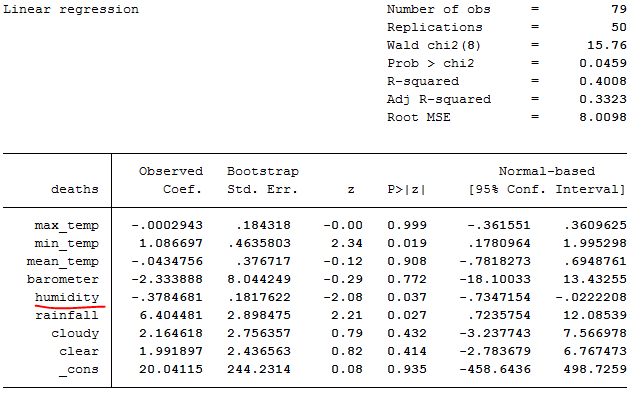 Linear regression Number of obs = 79
Replications = 50
Wald chi2(8) = 15.76
Prob > chi2 = 0.0459
R-squared = 0.4008
Adj R-squared = 0.3323
Root MSE = 8.0098
Observed Bootstrap Normal-based
deaths Coef. Std. Err. z P>|z| [95% Conf. Interval]
max_temp -.0002943 .184318 -0.00 0.999 -.361551 .3609625
min_temp 1.086697 .4635803 2.34 0.019 .1780964 1.995298
mean_temp -.0434756 .376717 -0.12 0.908 -.7818273 .6948761
barometer -2.333888 8.044249 -0.29 0.772 -18.10033 13.43255
humidity -.3784681 .1817622 -2.08 0.037 -.7347154 -.0222208
rainfall 6.404481 2.898475 2.21 0.027 .7235754 12.08539
cloudy 2.164618 2.756357 0.79 0.432 -3.237743 7.566978
clear 1.991897 2.436563 0.82 0.414 -2.783679 6.767473
_cons 20.04115 244.2314 0.08 0.935 -458.6436 498.7259